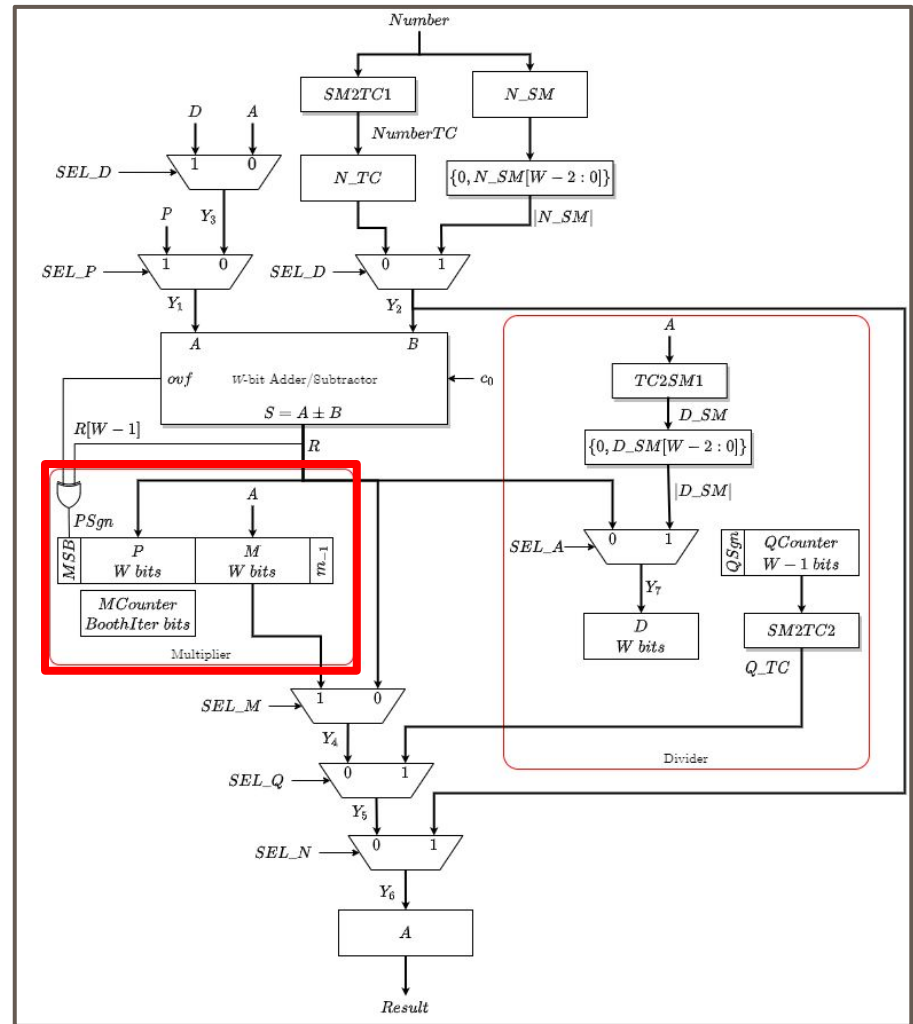 Number
SM2TC1
N_SM
NumberTC
D A
SEL_D
1 0
N_TC
{0, N_SM[W − 2 : 0]}
|N_SM|
P
Y₃
SEL_P
1 0
SEL_D
0 1
Y₁
Y₂
A B
ovf
W-bit Adder/Subtractor
c₀
S = A ± B
R[W − 1]
R
A
TC2SM1
D_SM
{0, D_SM[W − 2 : 0]}
|D_SM|
PSgn
A
MSB
P
W bits
M
W bits
m₋₁
MCounter
BoothIter bits
Multiplier
SEL_A
0 1
Y₇
D
W bits
QSgn
QCounter
W − 1 bits
SM2TC2
Q_TC
Divider
SEL_M
1 0
Y₄
SEL_Q
0 1
Y₅
SEL_N
0 1
Y₆
A
Result